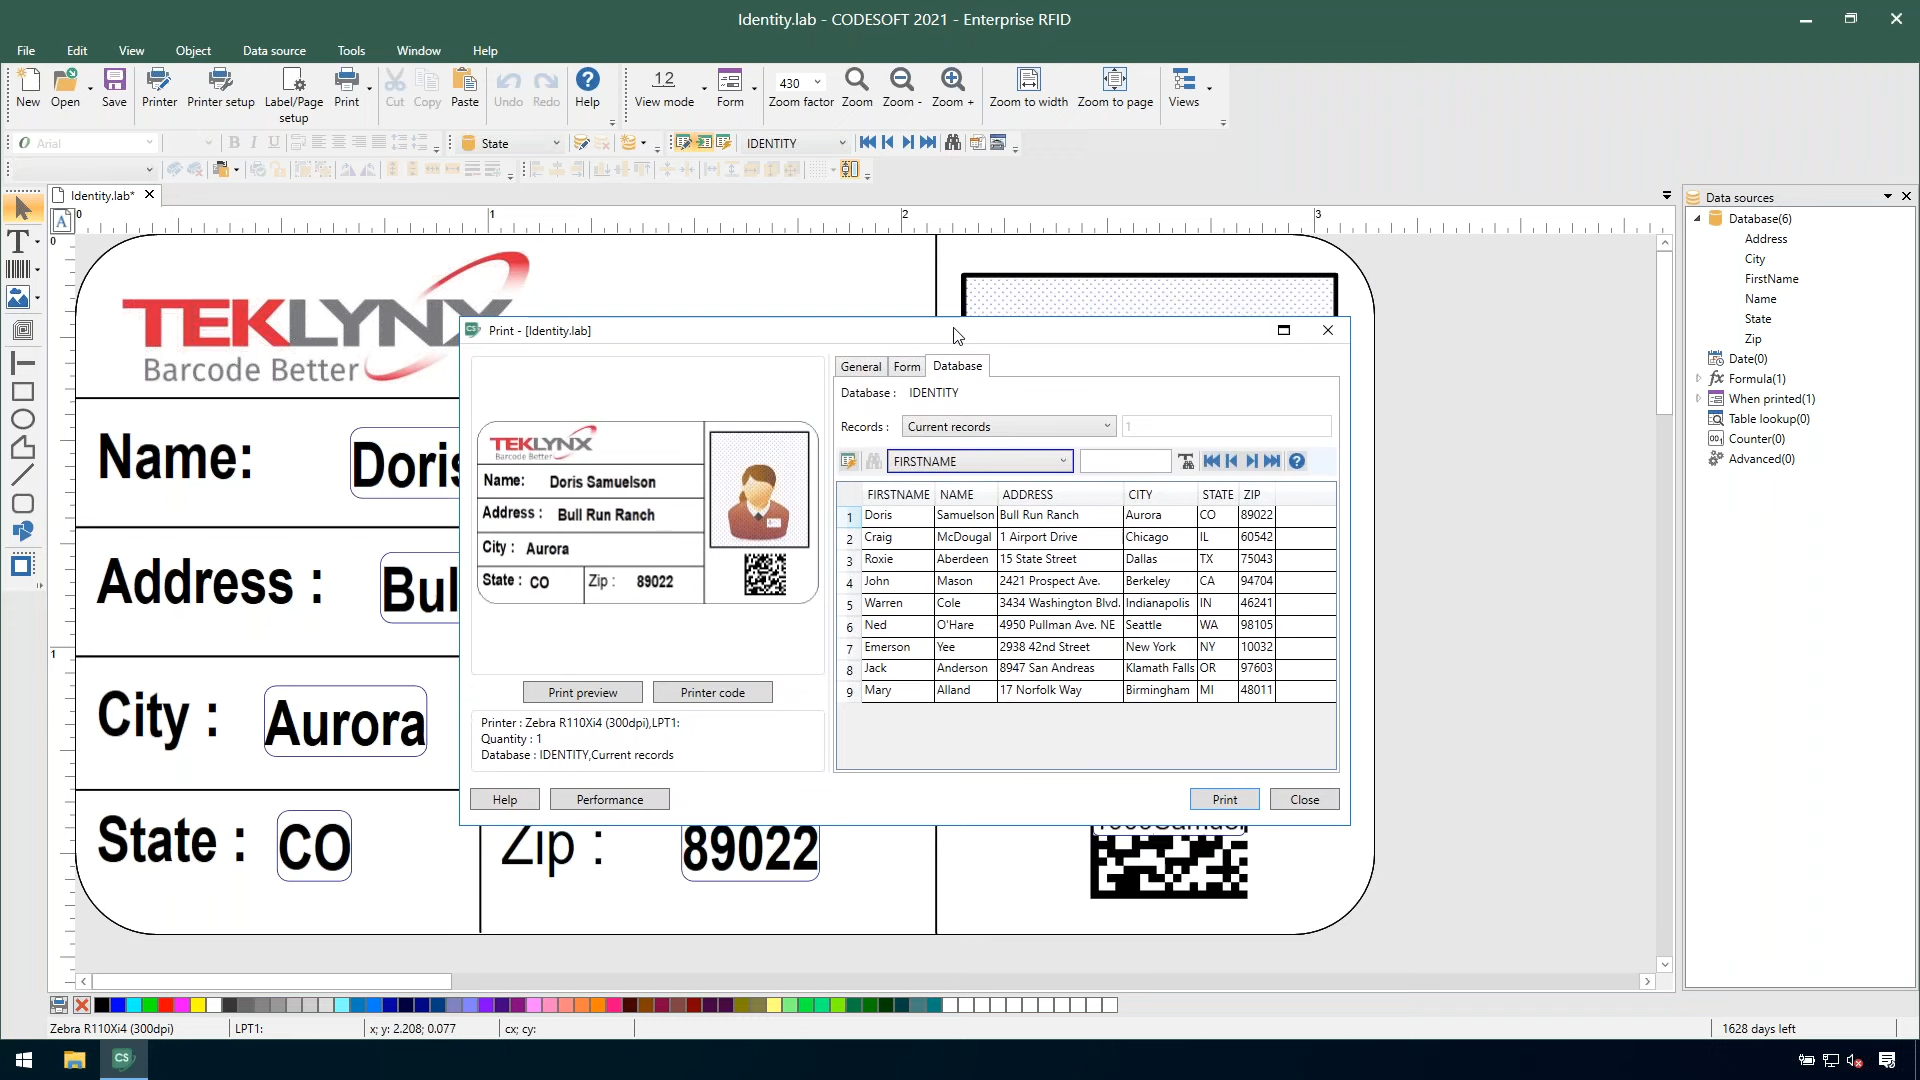 Identity.lab - CODESOFT 2021 - Enterprise RFID
File Edit View Object Data source Tools Window Help
New Open Save Printer Printer setup Label/Page setup Print Cut Copy Paste Undo Redo Help
12 View mode Form 430 Zoom factor Zoom Zoom - Zoom + Zoom to width Zoom to page Views
O Arial B I U State IDENTITY
Identity.lab*
0 1 2 3
0
1
TEKLYNX
Barcode Better
Name: Doris
Address : Bul
City : Aurora
State : CO Zip : 89022
Print - [Identity.lab]
TEKLYNX
Barcode Better
Name: Doris Samuelson
Address : Bull Run Ranch
City : Aurora
State : CO Zip : 89022
Print preview Printer code
Printer : Zebra R110Xi4 (300dpi),LPT1:
Quantity : 1
Database : IDENTITY,Current records
Help Performance
General Form Database
Database : IDENTITY
Records : Current records 1
FIRSTNAME
FIRSTNAME NAME ADDRESS CITY STATE ZIP
1 Doris Samuelson Bull Run Ranch Aurora CO 89022
2 Craig McDougal 1 Airport Drive Chicago IL 60542
3 Roxie Aberdeen 15 State Street Dallas TX 75043
4 John Mason 2421 Prospect Ave. Berkeley CA 94704
5 Warren Cole 3434 Washington Blvd. Indianapolis IN 46241
6 Ned O'Hare 4950 Pullman Ave. NE Seattle WA 98105
7 Emerson Yee 2938 42nd Street New York NY 10032
8 Jack Anderson 8947 San Andreas Klamath Falls OR 97603
9 Mary Alland 17 Norfolk Way Birmingham MI 48011
Print Close
Data sources
Database(6)
Address
City
FirstName
Name
State
Zip
Date(0)
Formula(1)
When printed(1)
Table lookup(0)
Counter(0)
Advanced(0)
Zebra R110Xi4 (300dpi) LPT1: x; y: 2.208; 0.077 cx; cy: 1628 days left
CS